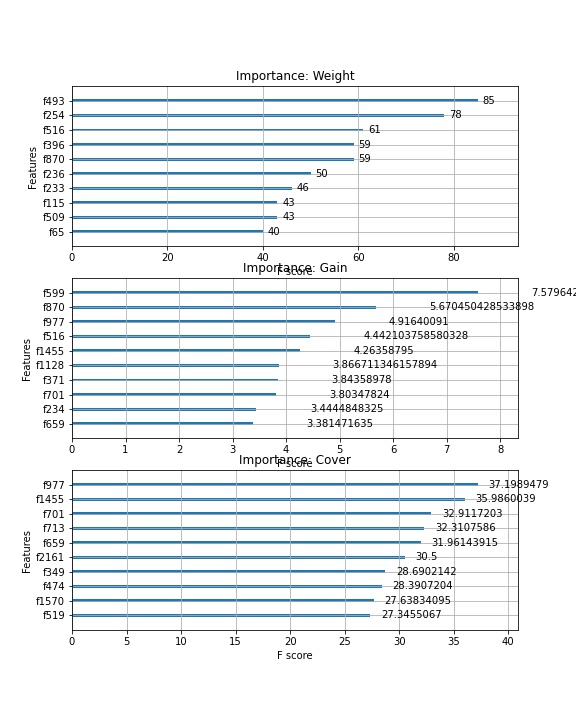 Importance: Weight
Features
f493 85
f254 78
f516 61
f396 59
f870 59
f236 50
f233 46
f115 43
f509 43
f65 40
0 20 40 60 80
F score
Importance: Gain
Features
f599 7.579642
f870 5.670450428533898
f977 4.91640091
f516 4.442103758580328
f1455 4.26358795
f1128 3.866711346157894
f371 3.84358978
f701 3.80347824
f234 3.4444848325
f659 3.381471635
0 1 2 3 4 5 6 7 8
F score
Importance: Cover
Features
f977 37.1989479
f1455 35.9860039
f701 32.9117203
f713 32.3107586
f659 31.96143915
f2161 30.5
f349 28.6902142
f474 28.3907204
f1570 27.63834095
f519 27.3455067
0 5 10 15 20 25 30 35 40
F score